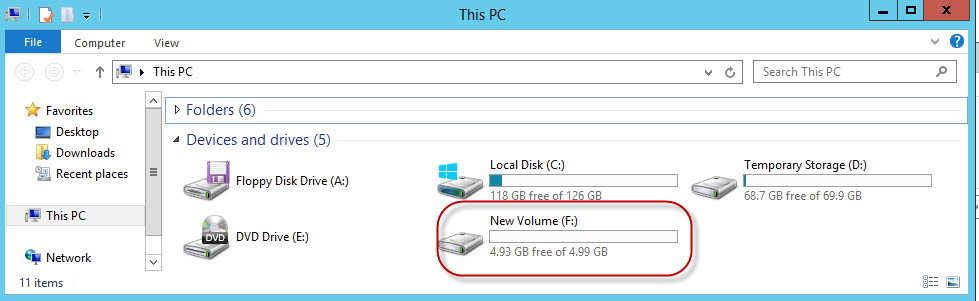 This PC
File Computer View
This PC
Search This PC
Favorites
Desktop
Downloads
Recent places
This PC
Network
Folders (6)
Devices and drives (5)
Floppy Disk Drive (A:)
Local Disk (C:)
118 GB free of 126 GB
Temporary Storage (D:)
68.7 GB free of 69.9 GB
DVD
DVD Drive (E:)
New Volume (F:)
4.93 GB free of 4.99 GB
11 items